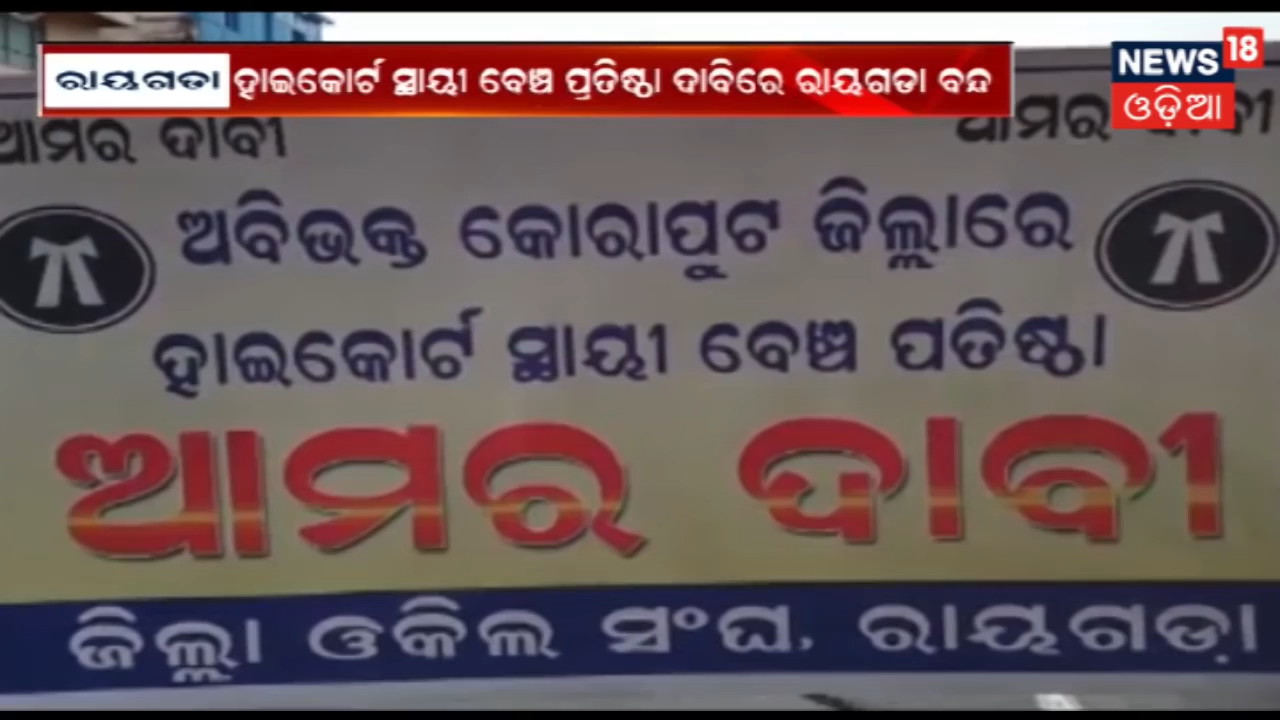 ରାୟଗଡା ହାଇକୋର୍ଟ ସ୍ଥାୟୀ ବେଞ୍ଚ ପ୍ରତିଷ୍ଠା ଦାବିରେ ରାୟଗଡା ବନ୍ଦ
NEWS 18
ଓଡ଼ିଆ
ଆମର ଦାବୀ ଆମର ଦାବୀ
ଅବିଭକ୍ତ କୋରାପୁଟ ଜିଲ୍ଲାରେ
ହାଇକୋର୍ଟ ସ୍ଥାୟୀ ବେଞ୍ଚ ପତିଷ୍ଠା
ଆମର ଦାବୀ
ଜିଲ୍ଲା ଓକିଲ ସଂଘ, ରାୟଗଡ଼ା